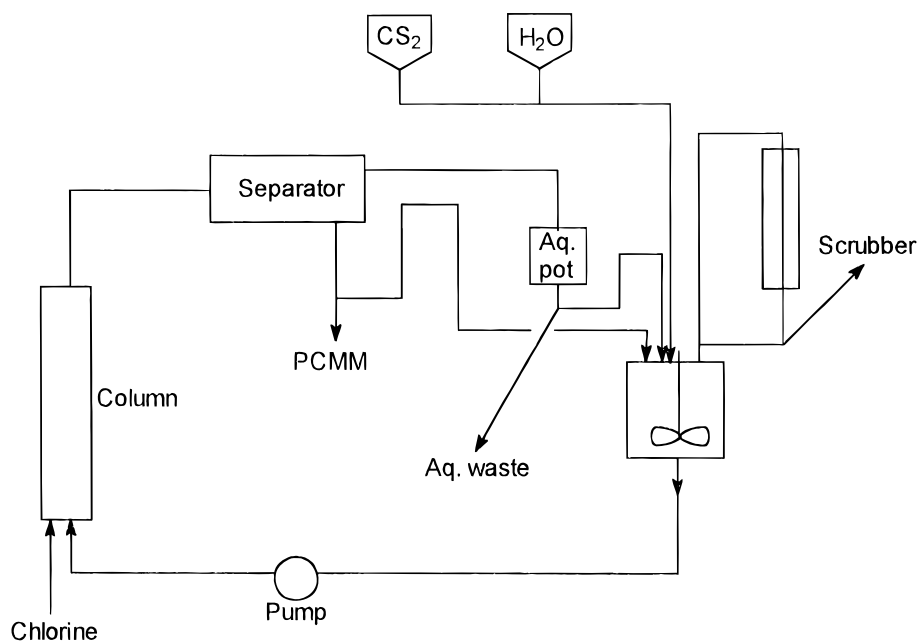 CS₂
H₂O
Separator
Aq.
pot
Scrubber
PCMM
Column
Aq. waste
Pump
Chlorine